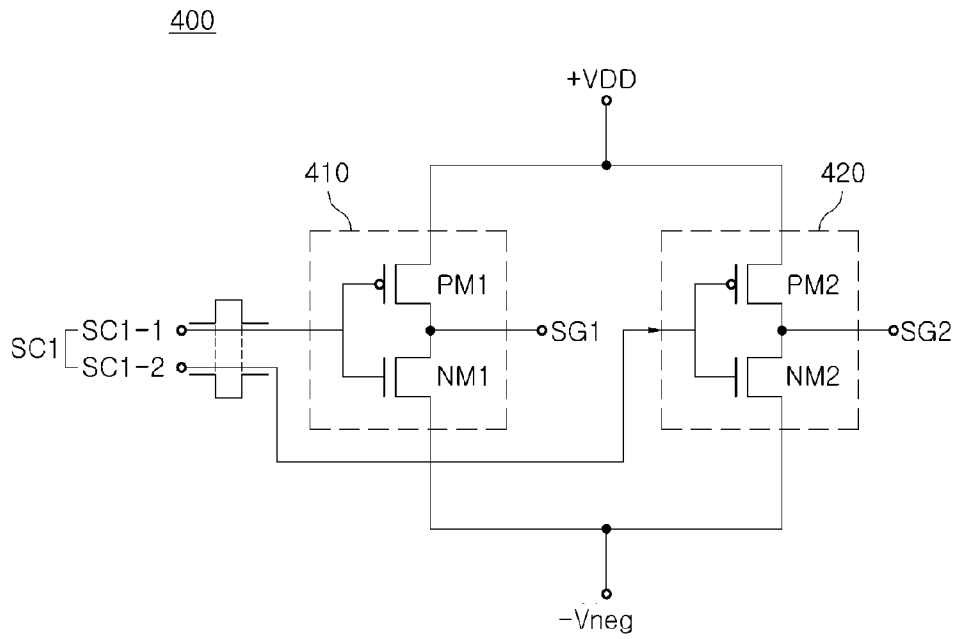 400
+VDD
410
420
PM1
PM2
SC1
SC1-1
SG1
SG2
SC1-2
NM1
NM2
-Vneg